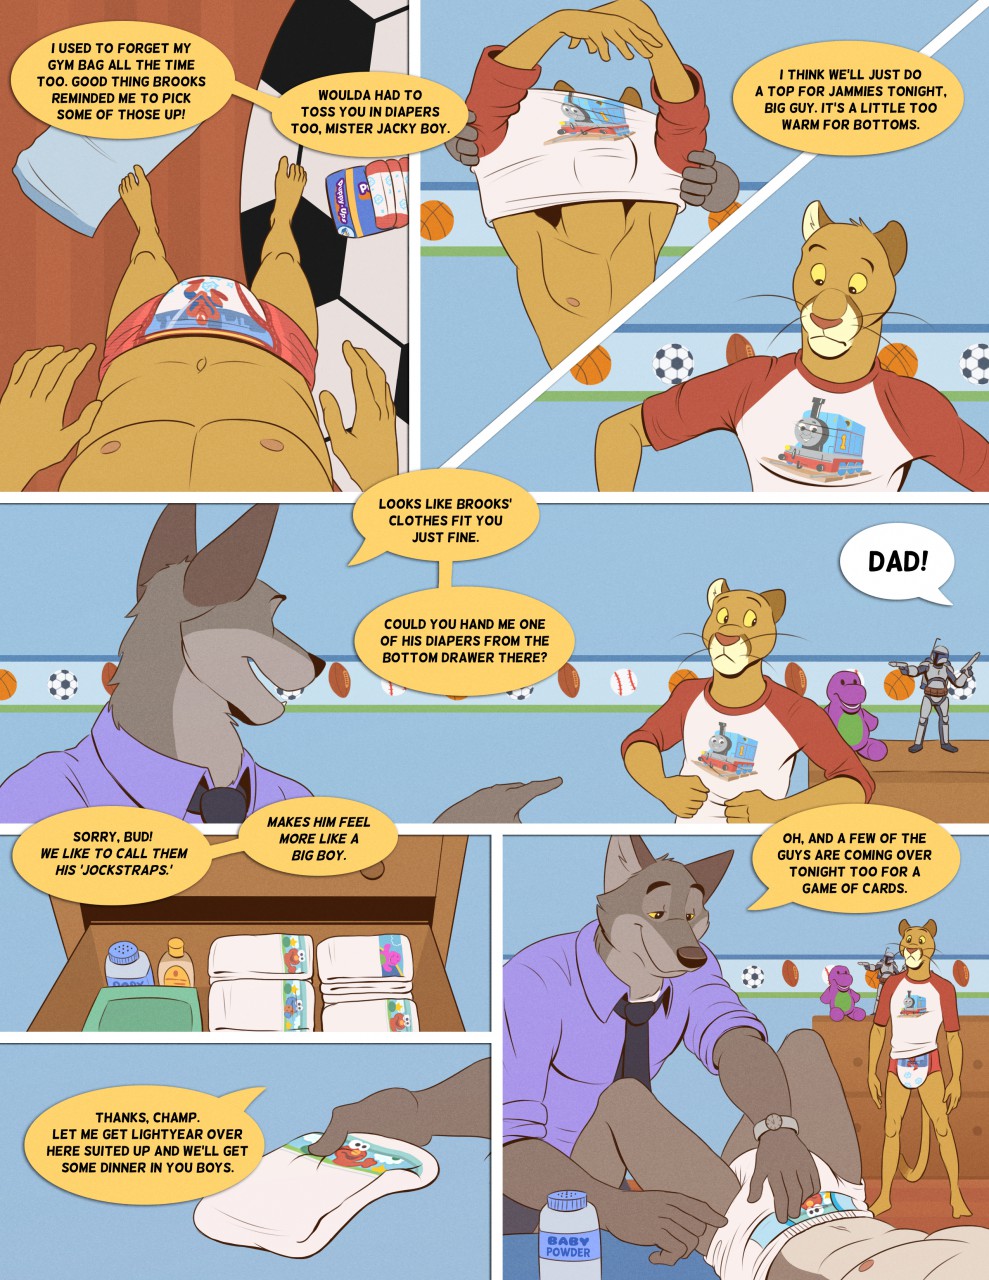 I USED TO FORGET MY
GYM BAG ALL THE TIME
TOO. GOOD THING BROOKS
REMINDED ME TO PICK
SOME OF THOSE UP!
WOULDA HAD TO
TOSS YOU IN DIAPERS
TOO, MISTER JACKY BOY.
I THINK WE'LL JUST DO
A TOP FOR JAMMIES TONIGHT,
BIG GUY. IT'S A LITTLE TOO
WARM FOR BOTTOMS.
1
LOOKS LIKE BROOKS'
CLOTHES FIT YOU
JUST FINE.
COULD YOU HAND ME ONE
OF HIS DIAPERS FROM THE
BOTTOM DRAWER THERE?
DAD!
SORRY, BUD!
WE LIKE TO CALL THEM
HIS 'JOCKSTRAPS.'
MAKES HIM FEEL
MORE LIKE A
BIG BOY.
THANKS, CHAMP.
LET ME GET LIGHTYEAR OVER
HERE SUITED UP AND WE'LL GET
SOME DINNER IN YOU BOYS.
OH, AND A FEW OF THE
GUYS ARE COMING OVER
TONIGHT TOO FOR A
GAME OF CARDS.
BABY
POWDER